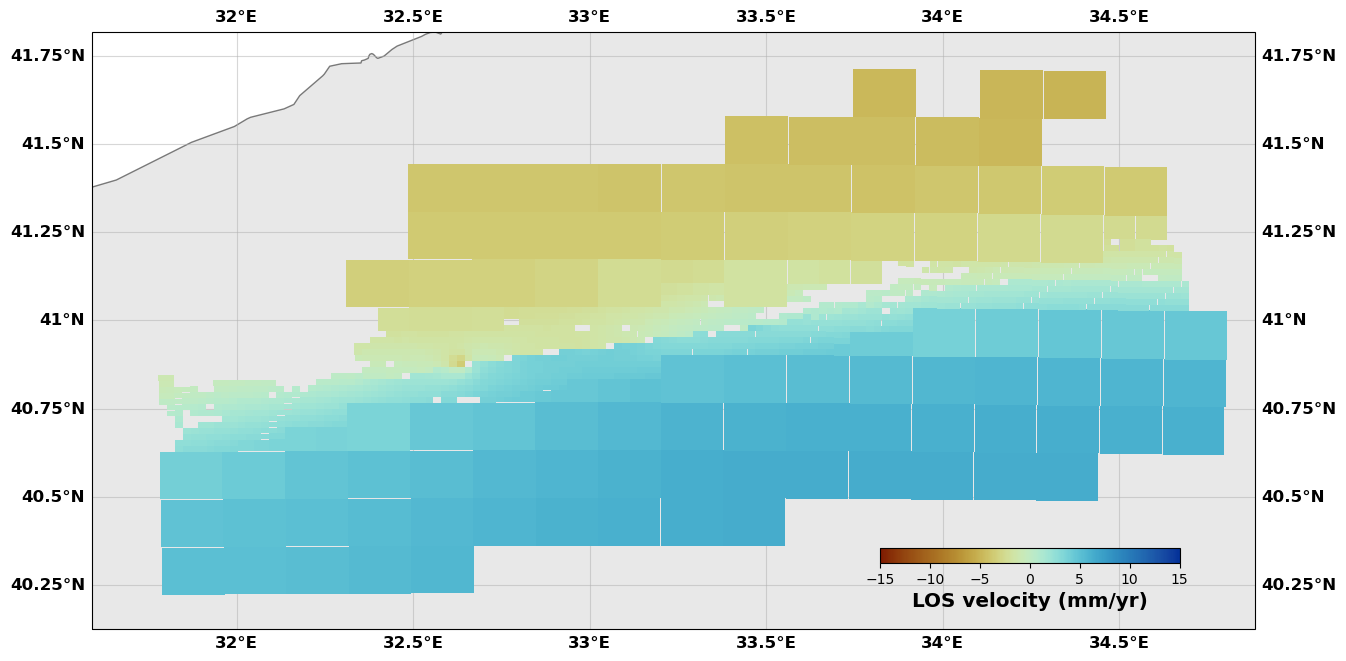 32°E 32.5°E 33°E 33.5°E 34°E 34.5°E
41.75°N 41.75°N
41.5°N 41.5°N
41.25°N 41.25°N
41°N 41°N
40.75°N 40.75°N
40.5°N 40.5°N
40.25°N 40.25°N
−15 −10 −5 0 5 10 15
LOS velocity (mm/yr)
32°E 32.5°E 33°E 33.5°E 34°E 34.5°E